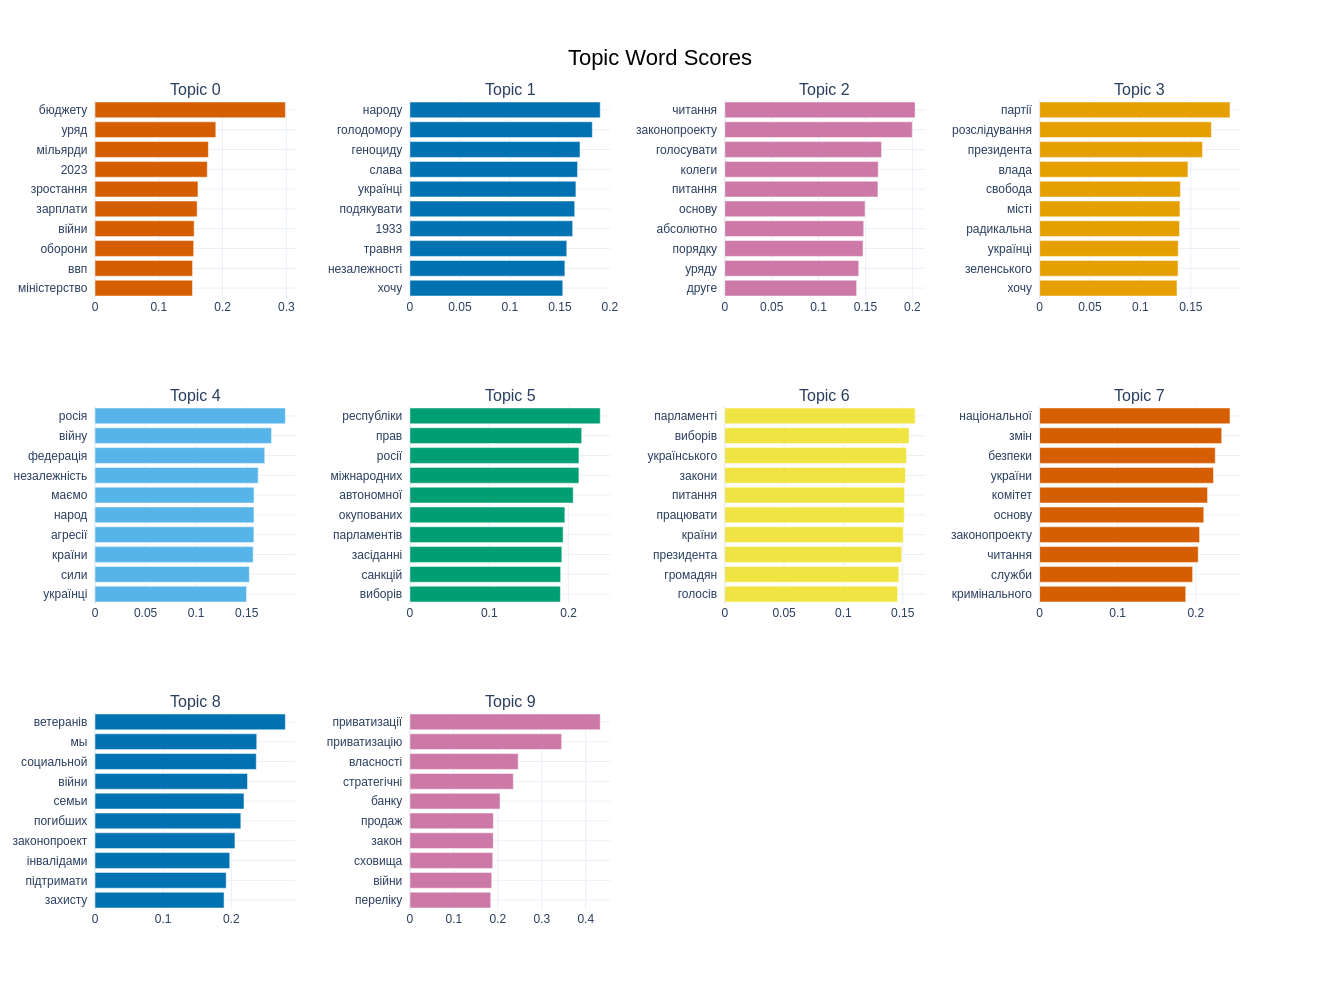 Topic Word Scores
Topic 0
бюджету
уряд
мільярди
2023
зростання
зарплати
війни
оборони
ввп
міністерство
0 0.1 0.2 0.3
Topic 1
народу
голодомору
геноциду
слава
українці
подякувати
1933
травня
незалежності
хочу
0 0.05 0.1 0.15 0.2
Topic 2
читання
законопроекту
голосувати
колеги
питання
основу
абсолютно
порядку
уряду
друге
0 0.05 0.1 0.15 0.2
Topic 3
партії
розслідування
президента
влада
свобода
місті
радикальна
українці
зеленського
хочу
0 0.05 0.1 0.15
Topic 4
росія
війну
федерація
незалежність
маємо
народ
агресії
країни
сили
українці
0 0.05 0.1 0.15
Topic 5
республіки
прав
росії
міжнародних
автономної
окупованих
парламентів
засіданні
санкцій
виборів
0 0.1 0.2
Topic 6
парламенті
виборів
українського
закони
питання
працювати
країни
президента
громадян
голосів
0 0.05 0.1 0.15
Topic 7
національної
змін
безпеки
україни
комітет
основу
законопроекту
читання
служби
кримінального
0 0.1 0.2
Topic 8
ветеранів
мы
социальной
війни
семьи
погибших
законопроект
інвалідами
підтримати
захисту
0 0.1 0.2
Topic 9
приватизації
приватизацію
власності
стратегічні
банку
продаж
закон
сховища
війни
переліку
0 0.1 0.2 0.3 0.4